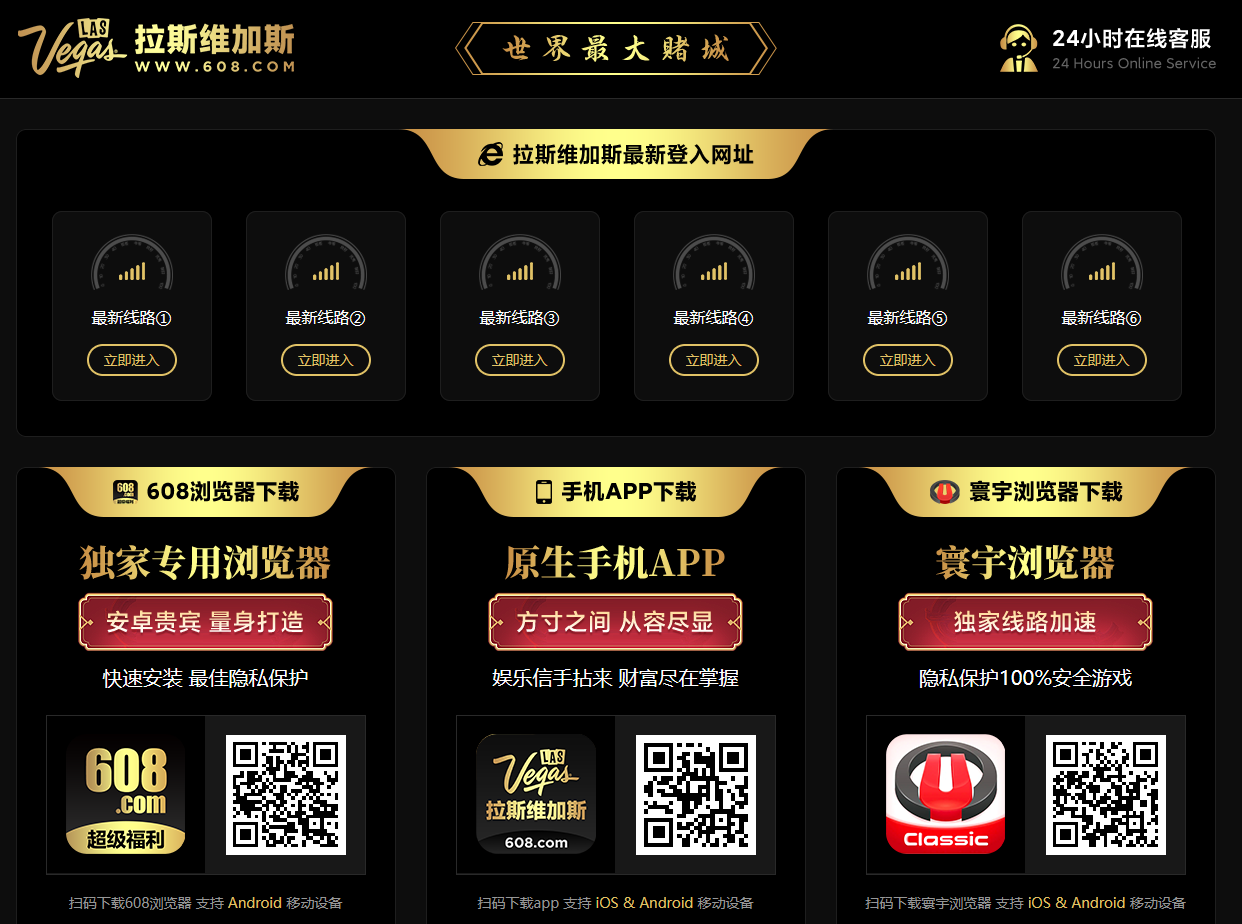 LAS
Vegas
拉斯维加斯
WWW.608.COM
世界最大赌城
24小时在线客服
24 Hours Online Service
拉斯维加斯最新登入网址
最新线路①
最新线路②
最新线路③
最新线路④
最新线路⑤
最新线路⑥
立即进入
立即进入
立即进入
立即进入
立即进入
立即进入
608浏览器下载
独家专用浏览器
安卓贵宾 量身打造
快速安装 最佳隐私保护
608
.com
超级福利
扫码下载608浏览器 支持 Android 移动设备
手机APP下载
原生手机APP
方寸之间 从容尽显
娱乐信手拈来 财富尽在掌握
LAS
Vegas
拉斯维加斯
608.com
扫码下载app 支持 iOS & Android 移动设备
寰宇浏览器下载
寰宇浏览器
独家线路加速
隐私保护100%安全游戏
Classic
扫码下载寰宇浏览器 支持 iOS & Android 移动设备